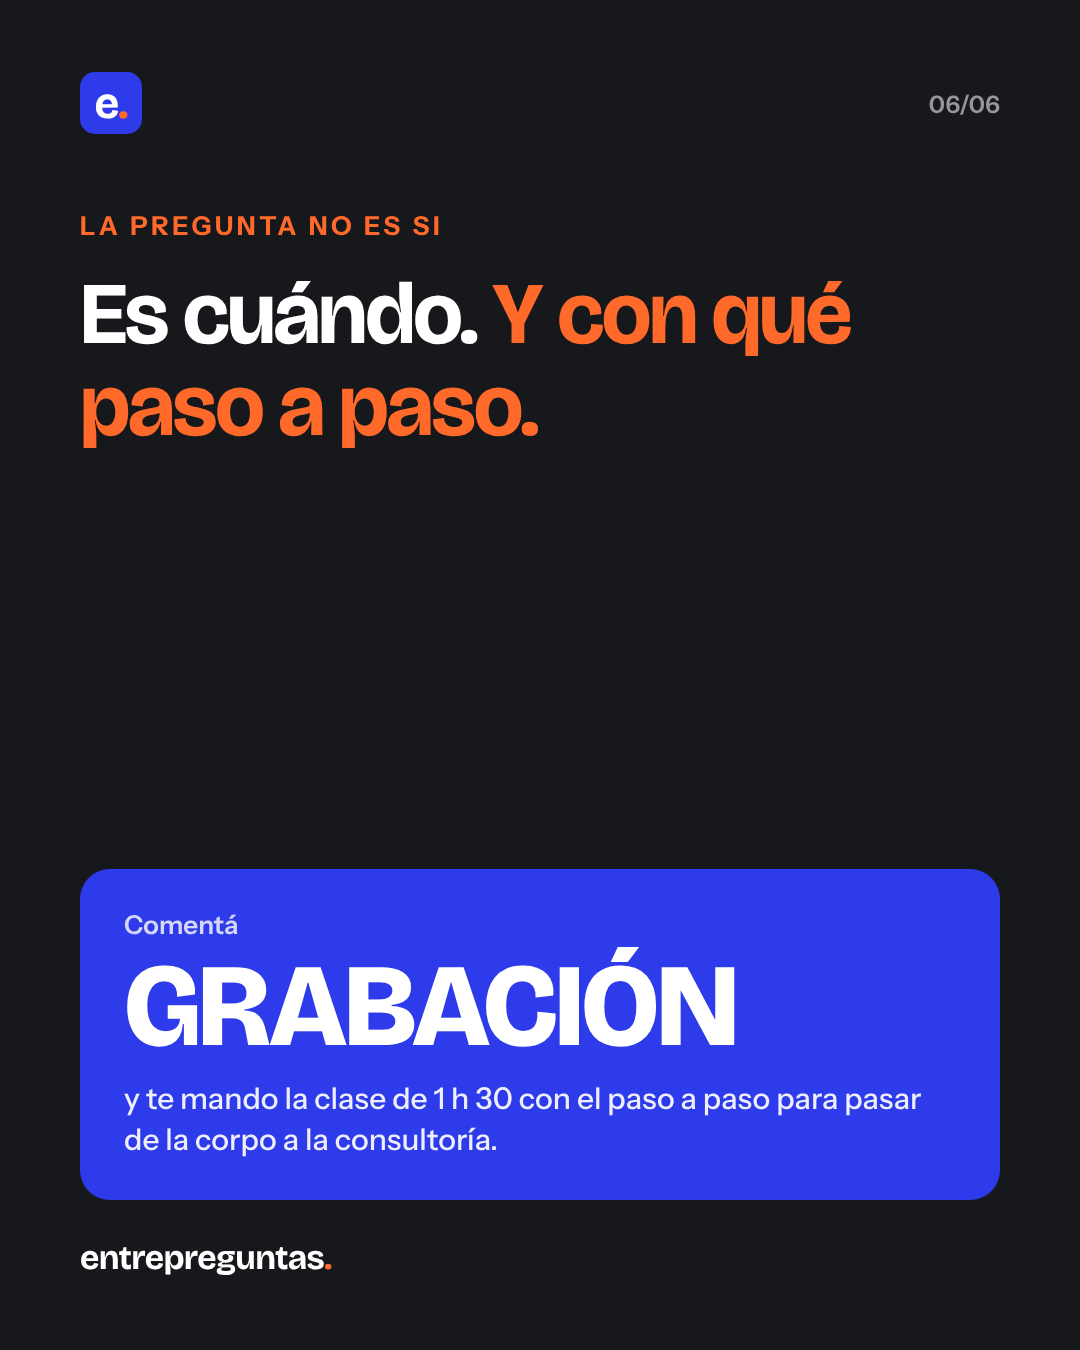 e.
06/06
LA PREGUNTA NO ES SI
Es cuándo. Y con qué
paso a paso.
Comentá
GRABACIÓN
y te mando la clase de 1 h 30 con el paso a paso para pasar
de la corpo a la consultoría.
entrepreguntas.